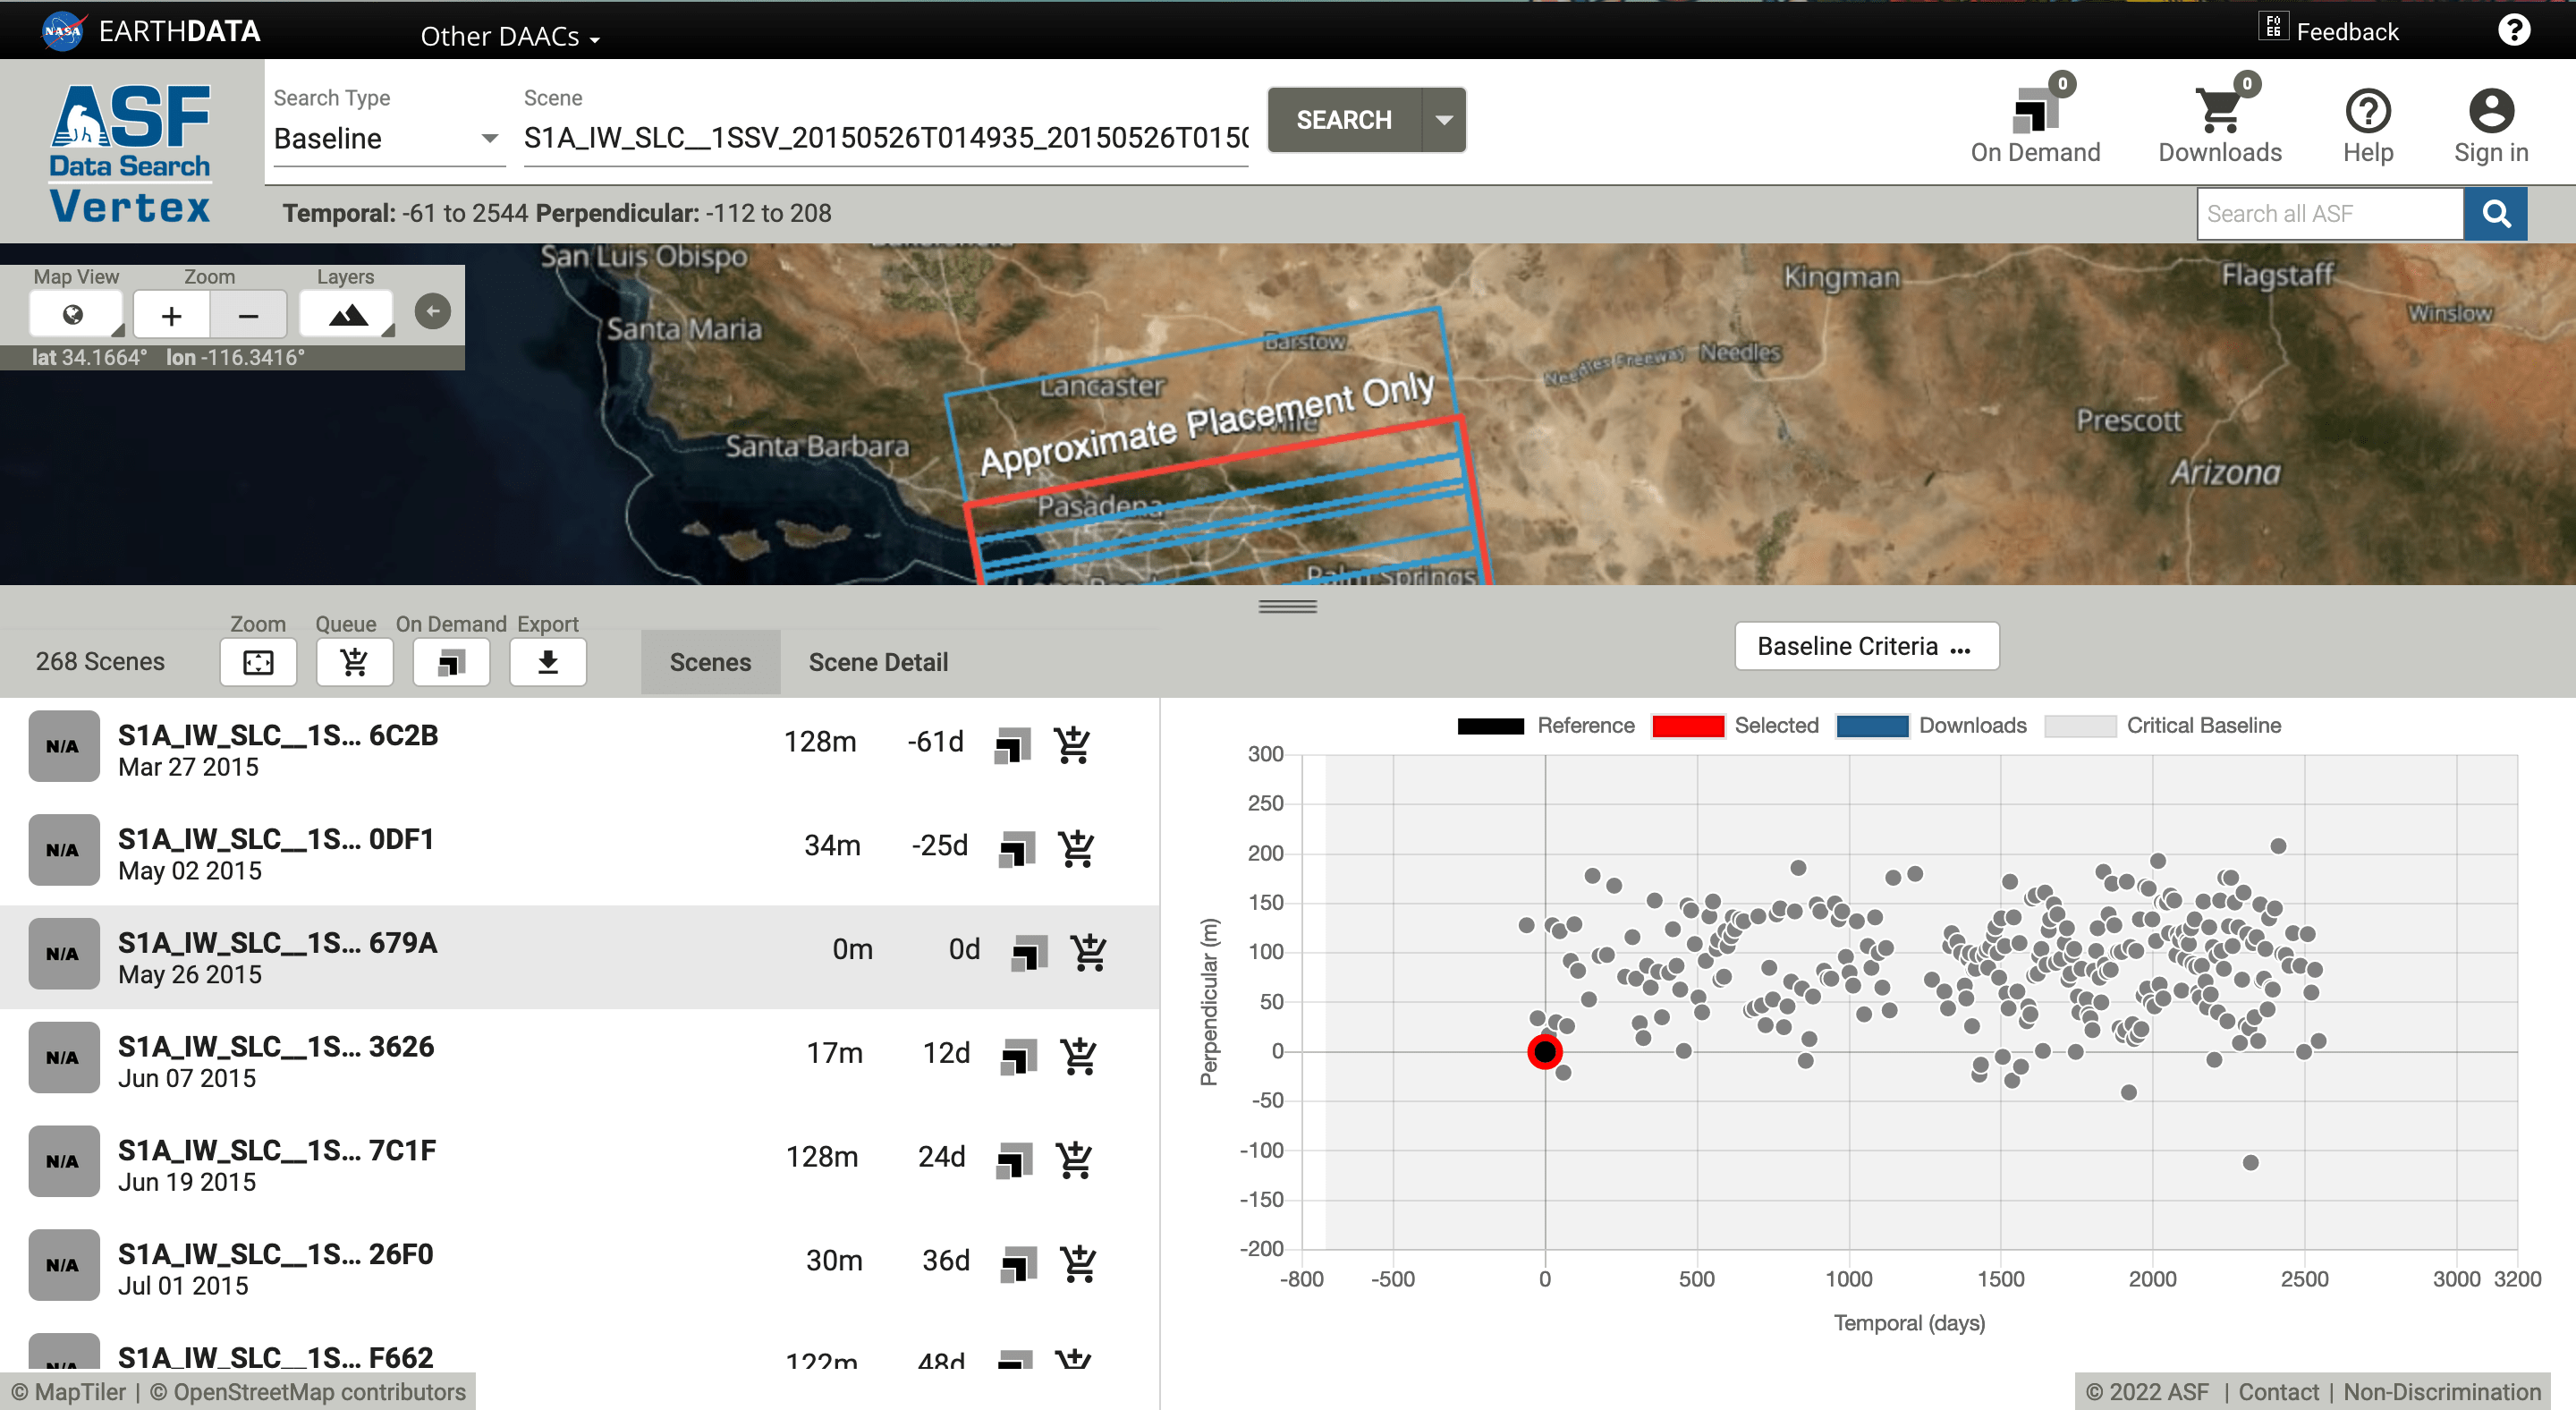 NASA EARTHDATA
Other DAACs
Feedback
ASF
Data Search
Vertex
Search Type
Baseline
Scene
S1A_IW_SLC__1SSV_20150526T014935_20150526T0150
SEARCH
0
On Demand
0
Downloads
Help
Sign in
Temporal: -61 to 2544 Perpendicular: -112 to 208
Search all ASF
Map View
Zoom
Layers
lat 34.1664° lon -116.3416°
San Luis Obispo
Kingman
Flagstaff
Winslow
Santa Maria
Barstow
Needles Freeway
Needles
Lancaster
Approximate Placement Only
Santa Barbara
Prescott
Arizona
Pasadena
Palm Springs
268 Scenes
Zoom
Queue
On Demand
Export
Scenes
Scene Detail
Baseline Criteria ...
N/A
S1A_IW_SLC__1S... 6C2B
Mar 27 2015
128m
-61d
N/A
S1A_IW_SLC__1S... 0DF1
May 02 2015
34m
-25d
N/A
S1A_IW_SLC__1S... 679A
May 26 2015
0m
0d
N/A
S1A_IW_SLC__1S... 3626
Jun 07 2015
17m
12d
N/A
S1A_IW_SLC__1S... 7C1F
Jun 19 2015
128m
24d
N/A
S1A_IW_SLC__1S... 26F0
Jul 01 2015
30m
36d
N/A
S1A_IW_SLC__1S... F662
122m
48d
Reference
Selected
Downloads
Critical Baseline
300
250
200
150
100
50
0
-50
-100
-150
-200
Perpendicular (m)
-800
-500
0
500
1000
1500
2000
2500
3000
3200
Temporal (days)
© MapTiler | © OpenStreetMap contributors
© 2022 ASF | Contact | Non-Discrimination